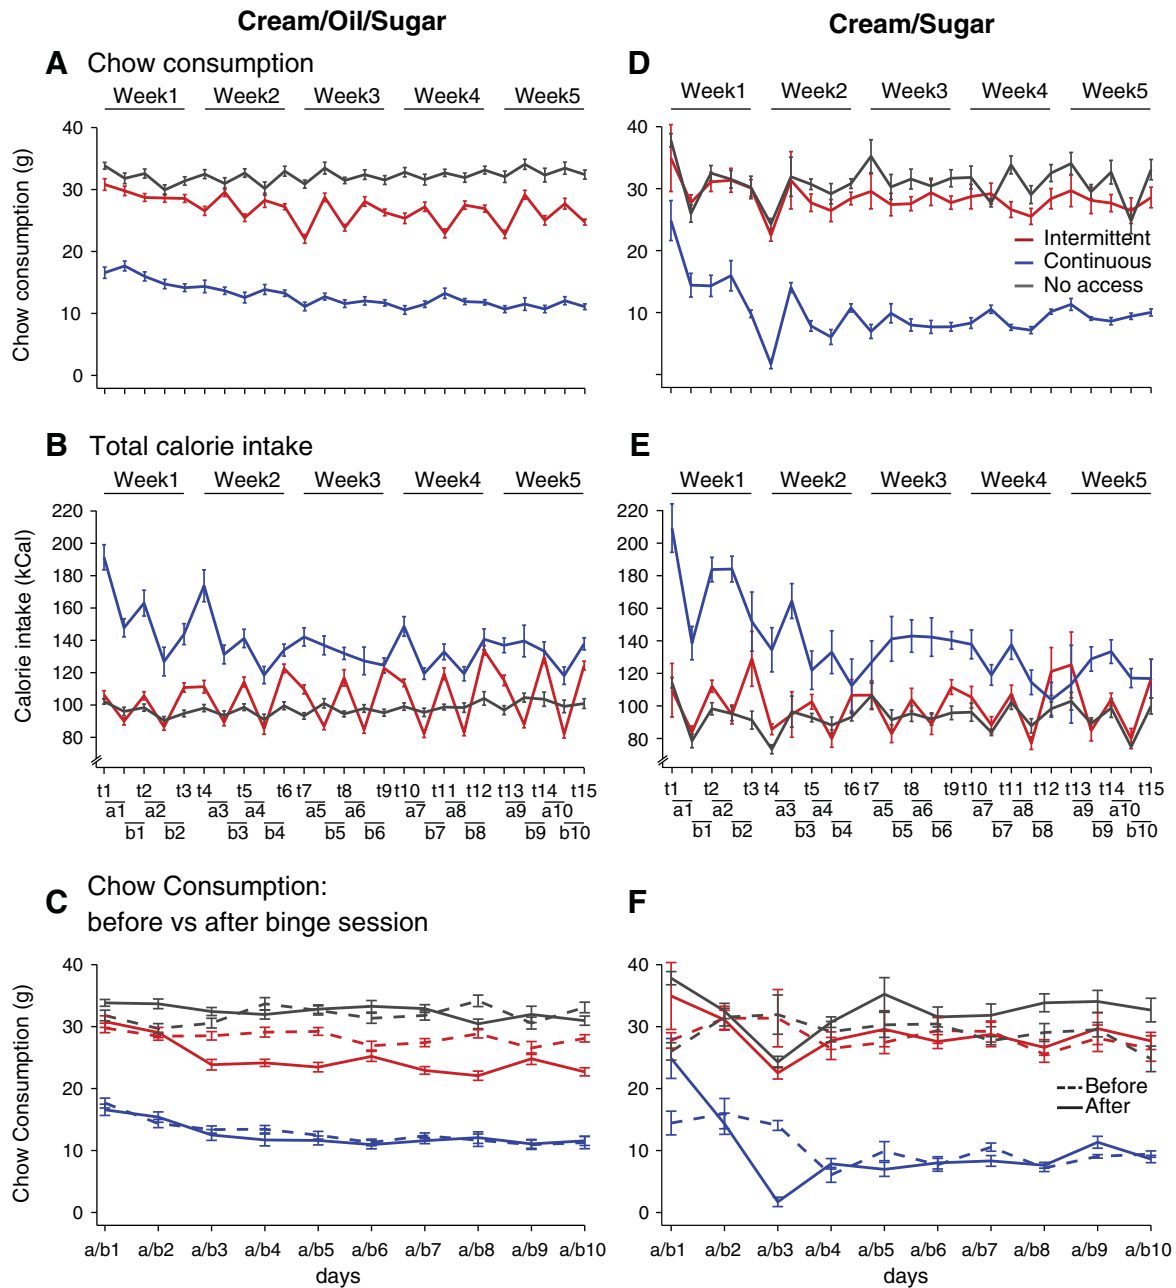 Cream/Oil/Sugar
Cream/Sugar
A Chow consumption
Week1 Week2 Week3 Week4 Week5
Chow consumption (g)
40
30
20
10
0
D
Week1 Week2 Week3 Week4 Week5
40
30
20
10
Intermittent
Continuous
No access
B Total calorie intake
Week1 Week2 Week3 Week4 Week5
Calorie intake (kCal)
220
200
180
160
140
120
100
80
t1 t2 t3 t4 t5 t6 t7 t8 t9 t10 t11 t12 t13 t14 t15
a1 a2 a3 a4 a5 a6 a7 a8 a9 a10
b1 b2 b3 b4 b5 b6 b7 b8 b9 b10
E
Week1 Week2 Week3 Week4 Week5
220
200
180
160
140
120
100
80
t1 t2 t3 t4 t5 t6 t7 t8 t9 t10 t11 t12 t13 t14 t15
a1 a2 a3 a4 a5 a6 a7 a8 a9 a10
b1 b2 b3 b4 b5 b6 b7 b8 b9 b10
C Chow Consumption:
before vs after binge session
Chow Consumption (g)
40
30
20
10
0
a/b1 a/b2 a/b3 a/b4 a/b5 a/b6 a/b7 a/b8 a/b9 a/b10
days
F
40
30
20
10
0
Before
After
a/b1 a/b2 a/b3 a/b4 a/b5 a/b6 a/b7 a/b8 a/b9 a/b10
days